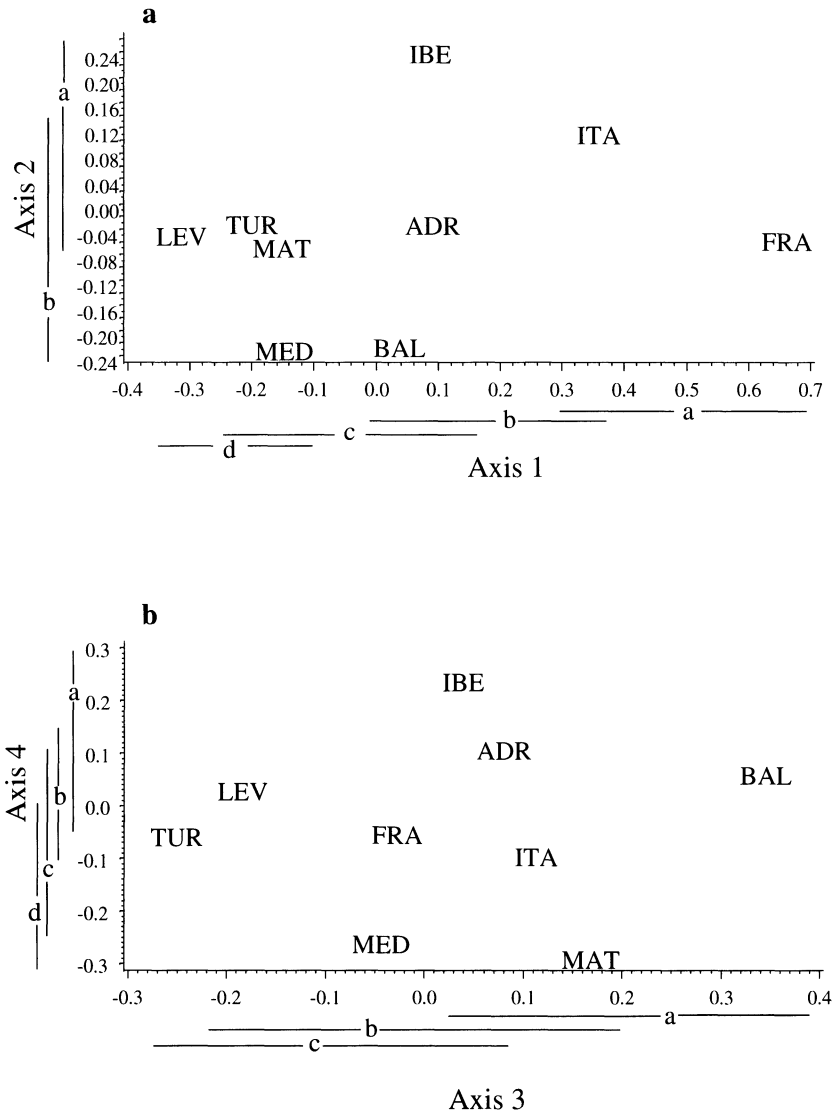 a
0.24
0.20
0.16
0.12
0.08
0.04
0.00
-0.04
-0.08
-0.12
-0.16
-0.20
-0.24
Axis 2
a
b
IBE
ITA
TUR
ADR
LEV
MAT
FRA
MED
BAL
-0.4 -0.3 -0.2 -0.1 0.0 0.1 0.2 0.3 0.4 0.5 0.6 0.7
a
b
c
d
Axis 1
b
0.3
0.2
0.1
0.0
-0.1
-0.2
-0.3
Axis 4
a
b
c
d
IBE
ADR
BAL
LEV
TUR
FRA
ITA
MED
MAT
-0.3 -0.2 -0.1 0.0 0.1 0.2 0.3 0.4
a
b
c
Axis 3